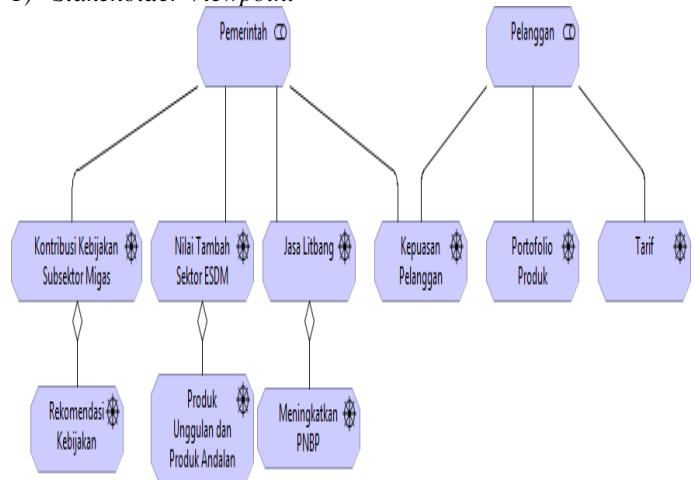 1) Stakeholder Viewpoint
Pemerintah
Pelanggan
Kontribusi Kebijakan
Subsektor Migas
Nilai Tambah
Sektor ESDM
Jasa Litbang
Kepuasan
Pelanggan
Portofolio
Produk
Tarif
Rekomendasi
Kebijakan
Produk
Unggulan dan
Produk Andalan
Meningkatkan
PNBP